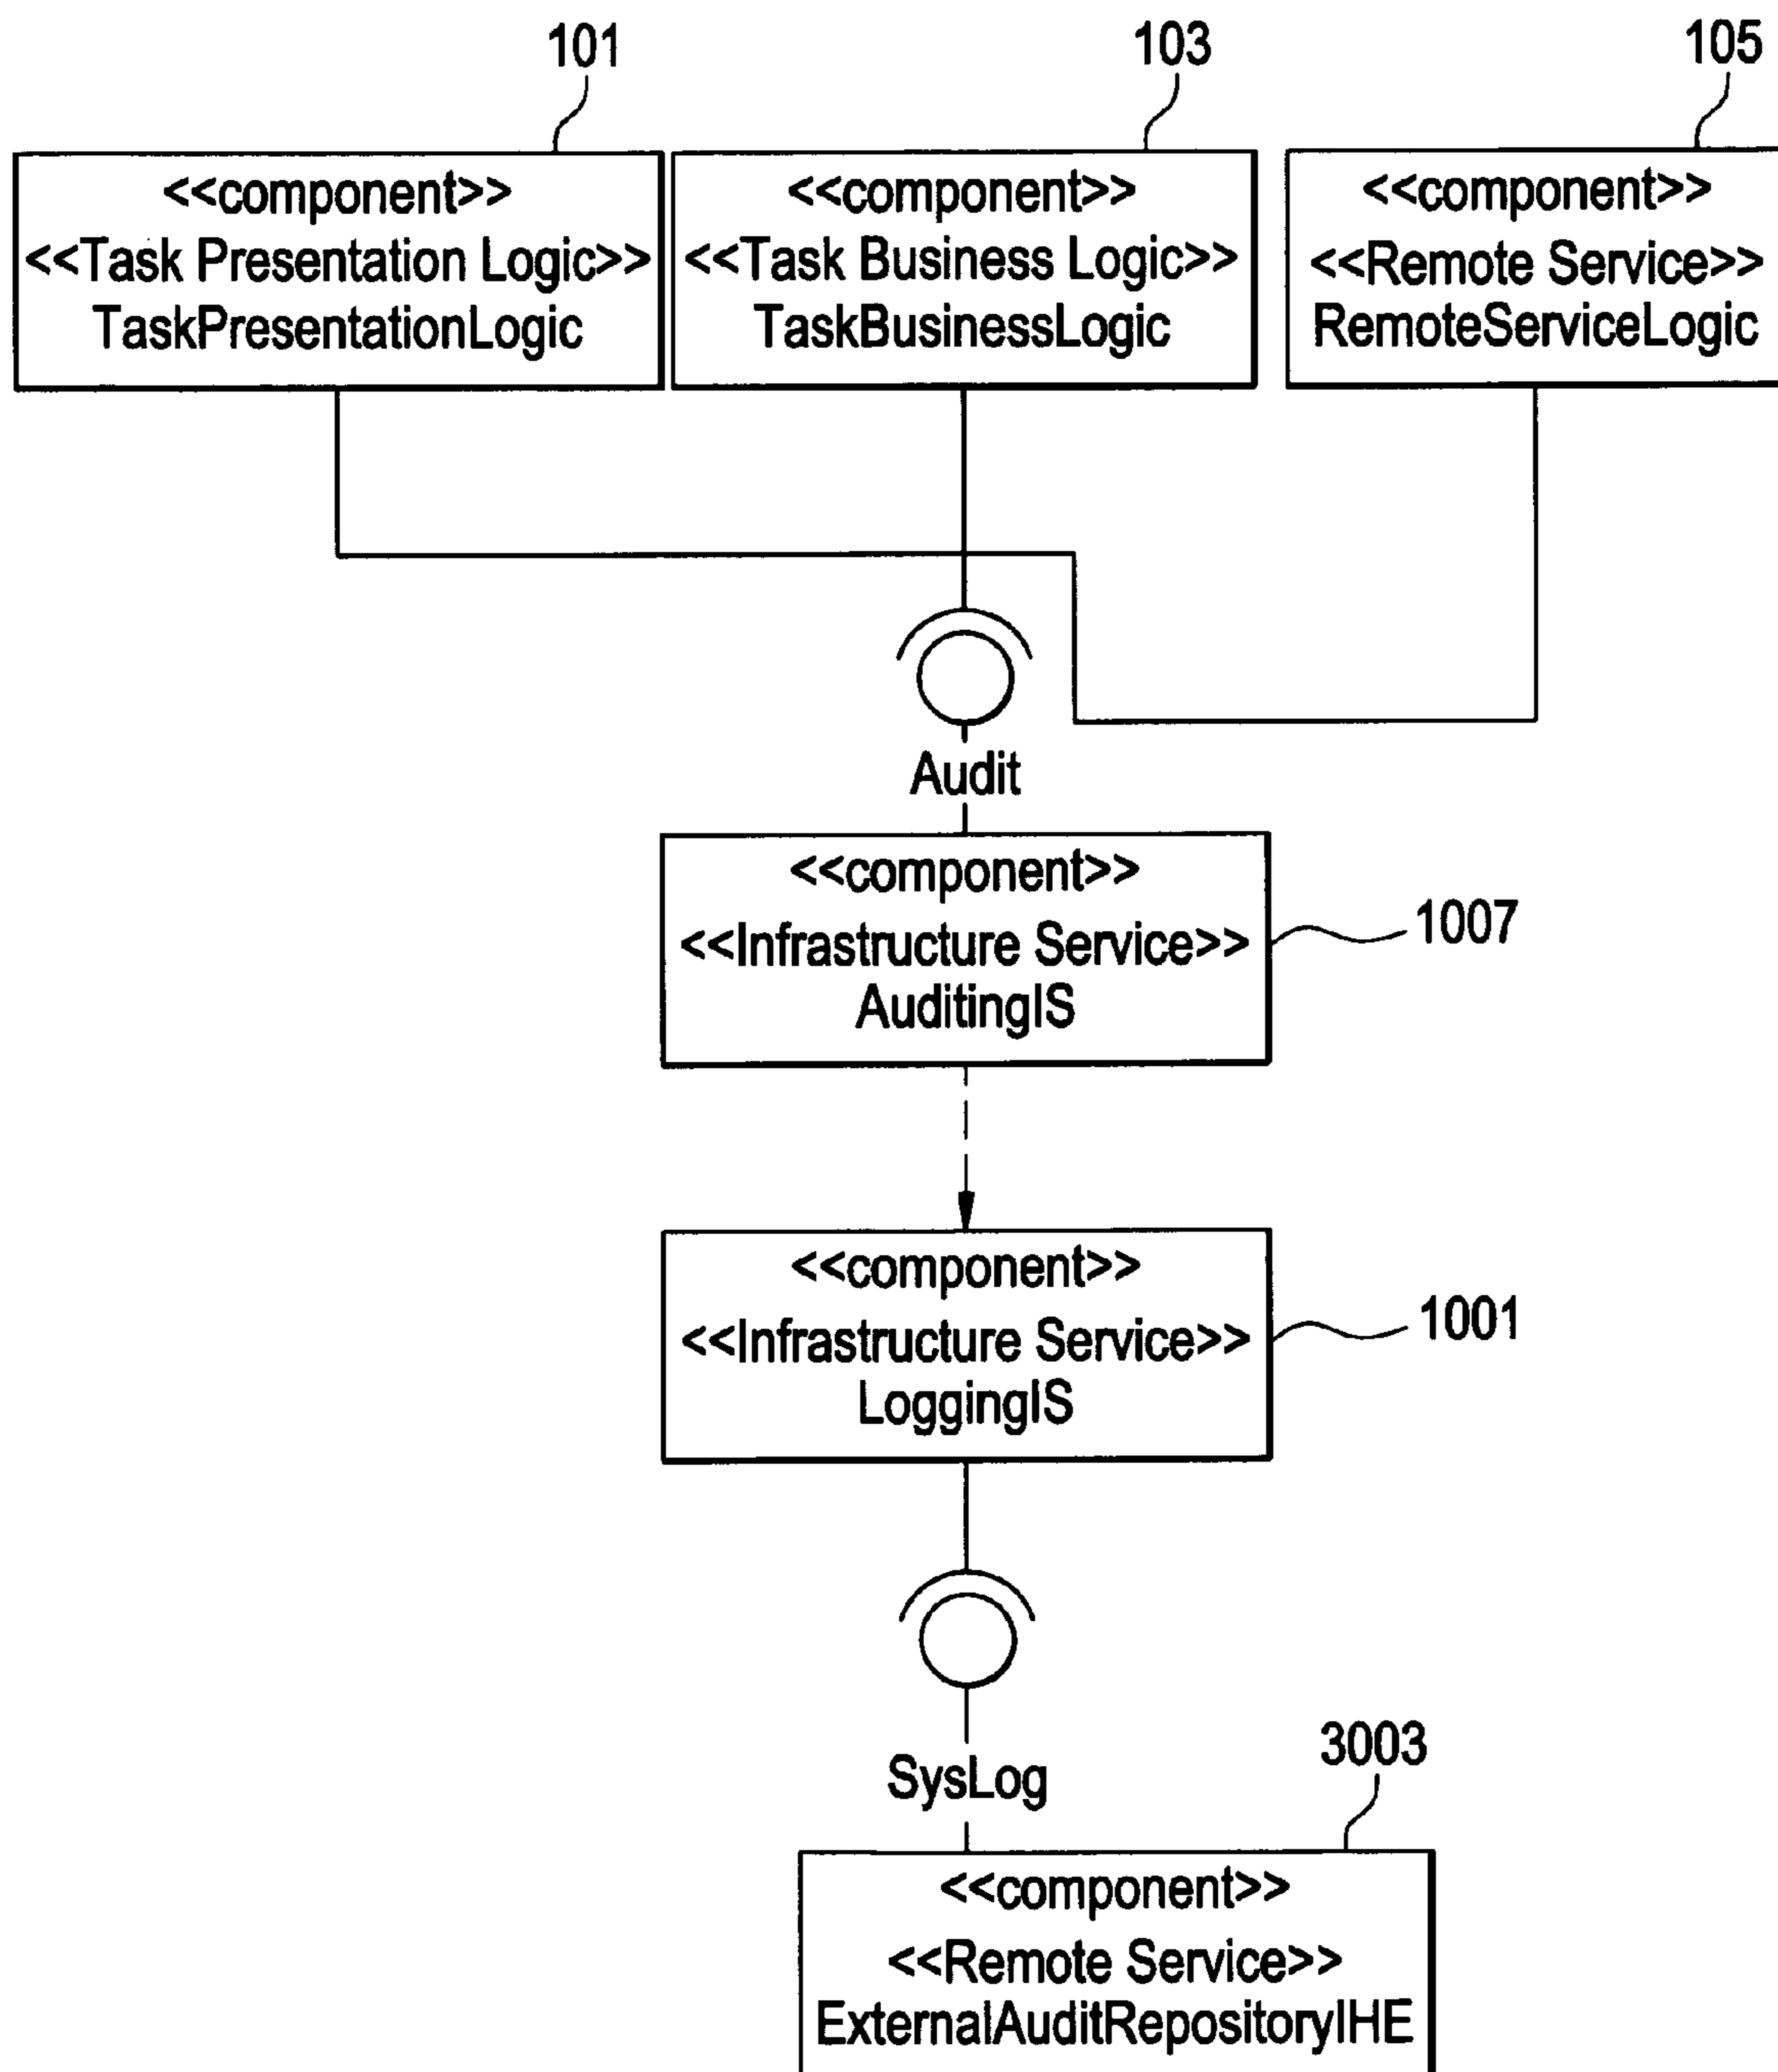 101
103
105
<<component>>
<<Task Presentation Logic>>
TaskPresentationLogic
<<component>>
<<Task Business Logic>>
TaskBusinessLogic
<<component>>
<<Remote Service>>
RemoteServiceLogic
Audit
<<component>>
<<Infrastructure Service>>
AuditingIS
1007
<<component>>
<<Infrastructure Service>>
LoggingIS
1001
SysLog
3003
<<component>>
<<Remote Service>>
ExternalAuditRepositoryIHE